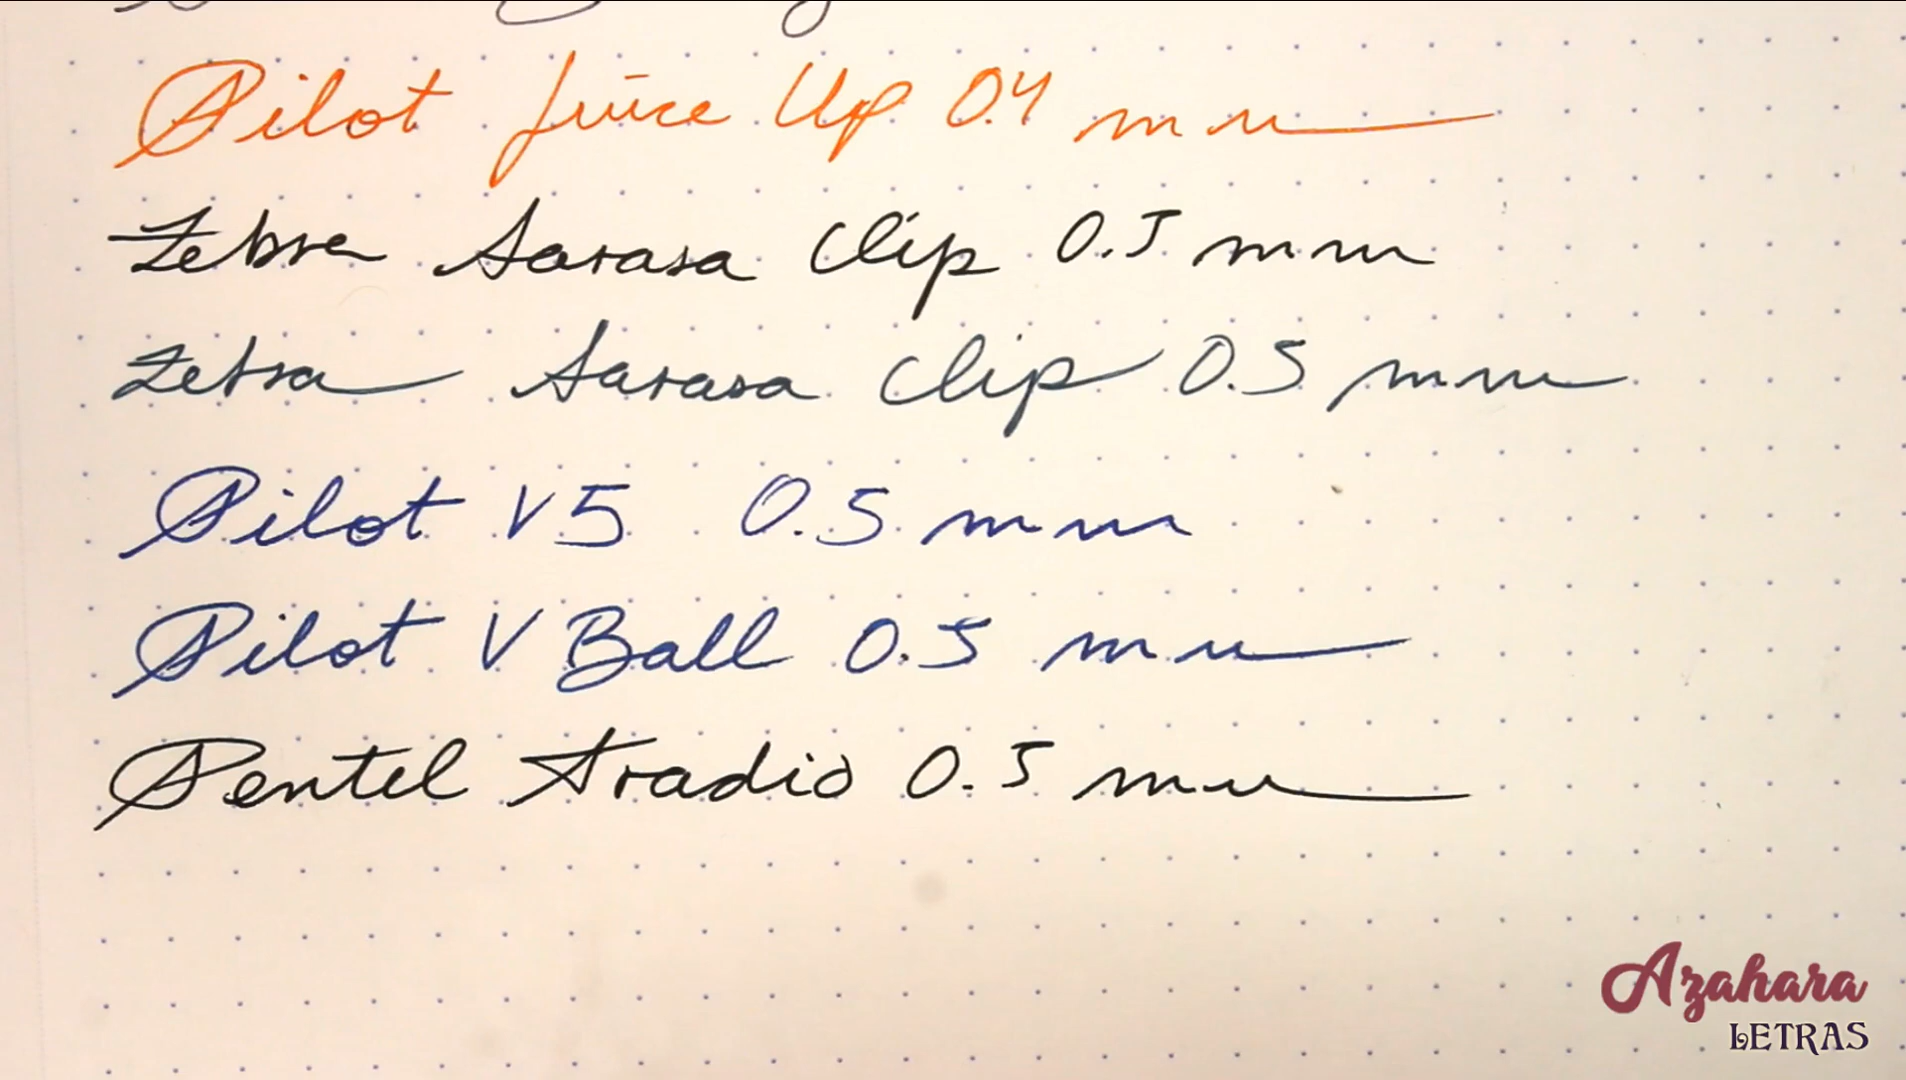 Pilot Juice Up 0.4 mm
Zebra Sarasa Clip 0.5 mm
Zebra Sarasa Clip 0.5 mm
Pilot V5 0.5 mm
Pilot V Ball 0.5 mm
Pentel Tradio 0.5 mm
Azahara
LETRAS